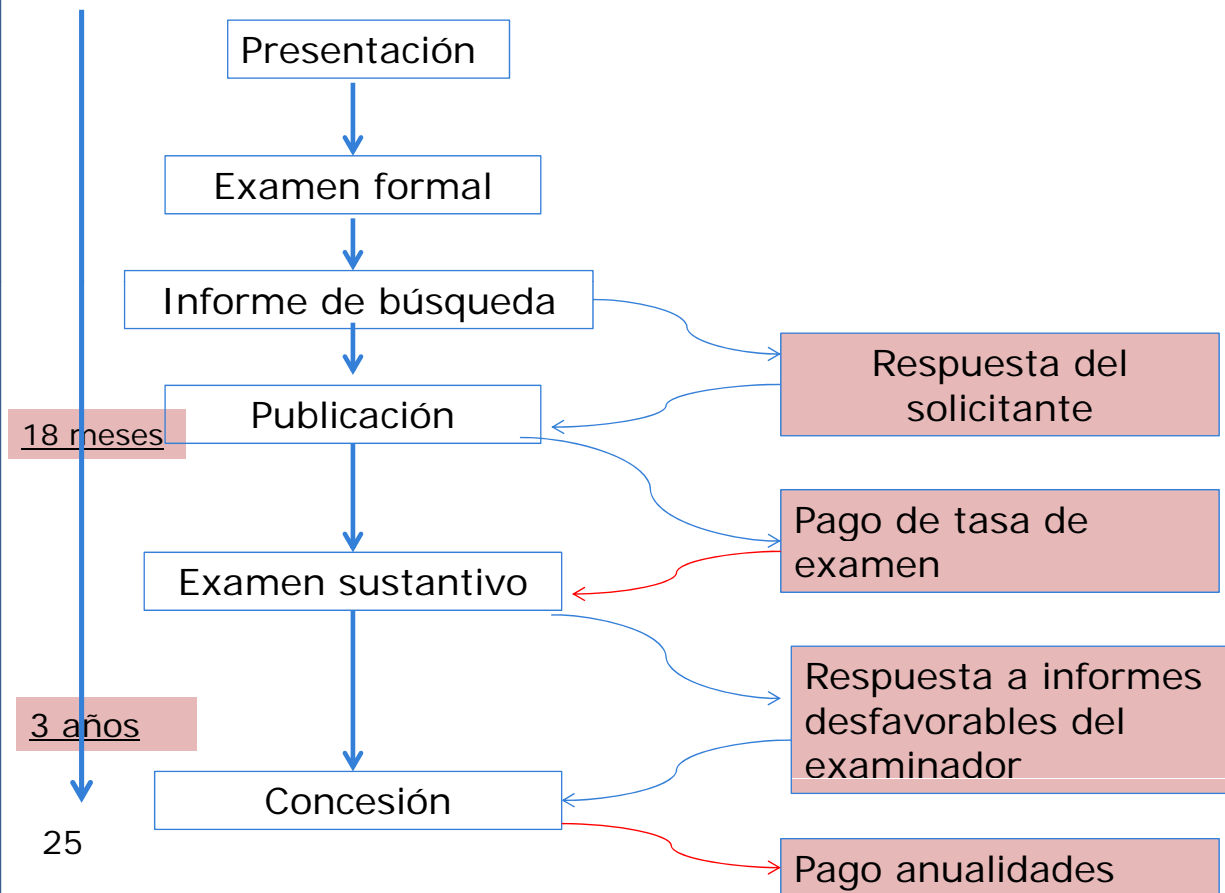 Presentación
Examen formal
Informe de búsqueda
Respuesta del
solicitante
Publicación
18 meses
Pago de tasa de
examen
Examen sustantivo
Respuesta a informes
desfavorables del
examinador
3 años
Concesión
25
Pago anualidades